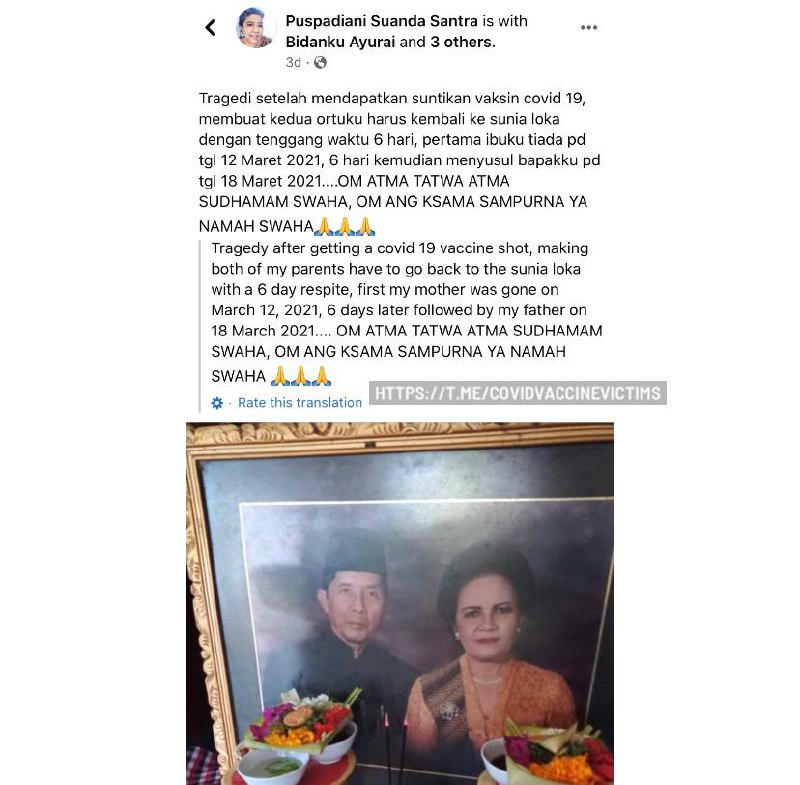 Puspadiani Suanda Santra is with
Bidanku Ayurai and 3 others.
3d ·
Tragedi setelah mendapatkan suntikan vaksin covid 19,
membuat kedua ortuku harus kembali ke sunia loka
dengan tenggang waktu 6 hari, pertama ibuku tiada pd
tgl 12 Maret 2021, 6 hari kemudian menyusul bapakku pd
tgl 18 Maret 2021....OM ATMA TATWA ATMA
SUDHAMAM SWAHA, OM ANG KSAMA SAMPURNA YA
NAMAH SWAHA🙏🙏🙏
Tragedy after getting a covid 19 vaccine shot, making
both of my parents have to go back to the sunia loka
with a 6 day respite, first my mother was gone on
March 12, 2021, 6 days later followed by my father on
18 March 2021.... OM ATMA TATWA ATMA SUDHAMAM
SWAHA, OM ANG KSAMA SAMPURNA YA NAMAH
SWAHA 🙏🙏🙏
· Rate this translation
HTTPS://T.ME/COVIDVACCINEVICTIMS